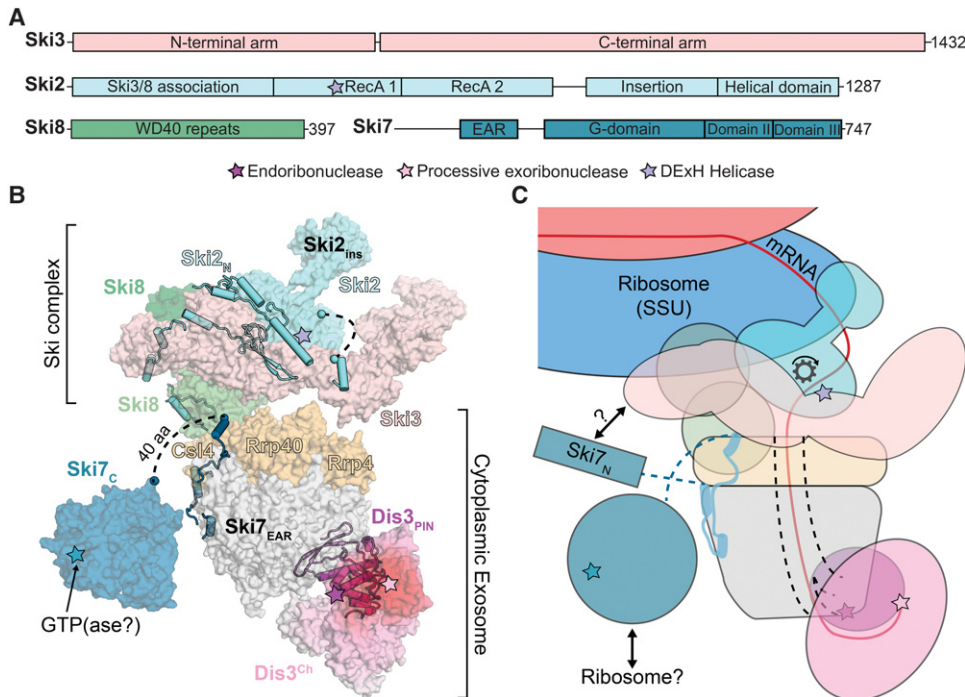 A
Ski3 N-terminal arm C-terminal arm 1432
Ski2 Ski3/8 association RecA 1 RecA 2 Insertion Helical domain 1287
Ski8 WD40 repeats 397 Ski7 EAR G-domain Domain II Domain III 747
Endoribonuclease Processive exoribonuclease DExH Helicase
B
Ski complex
Ski2ins
Ski2N
Ski2
Ski8
Ski8
Ski3
40 aa
Csl4
Rrp40
Rrp4
Ski7C
Ski7EAR
Dis3PIN
GTP(ase?)
Dis3Ch
Cytoplasmic Exosome
C
mRNA
Ribosome
(SSU)
?
Ski7N
Ribosome?